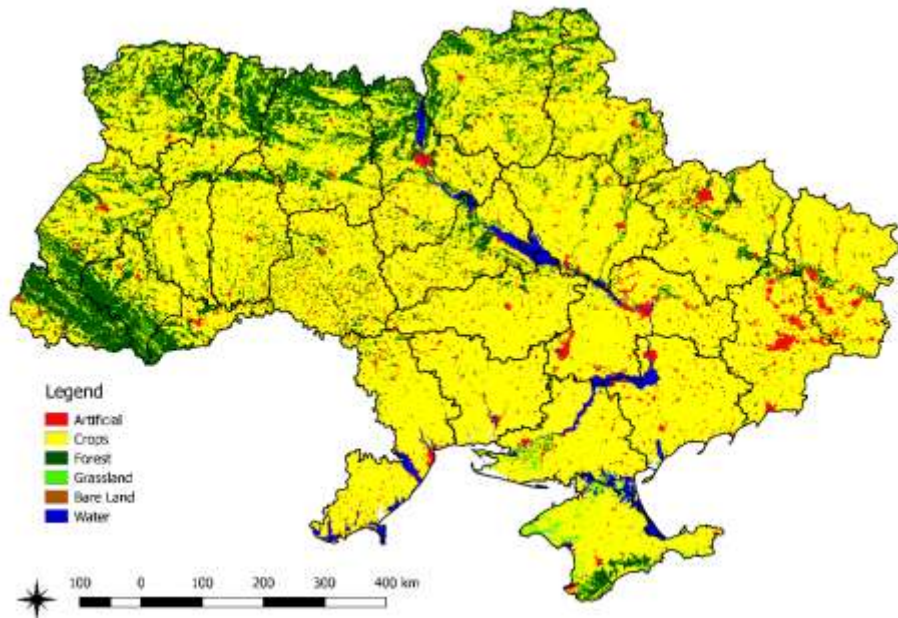 Legend
Artificial
Crops
Forest
Grassland
Bare Land
Water
100 0 100 200 300 400 km